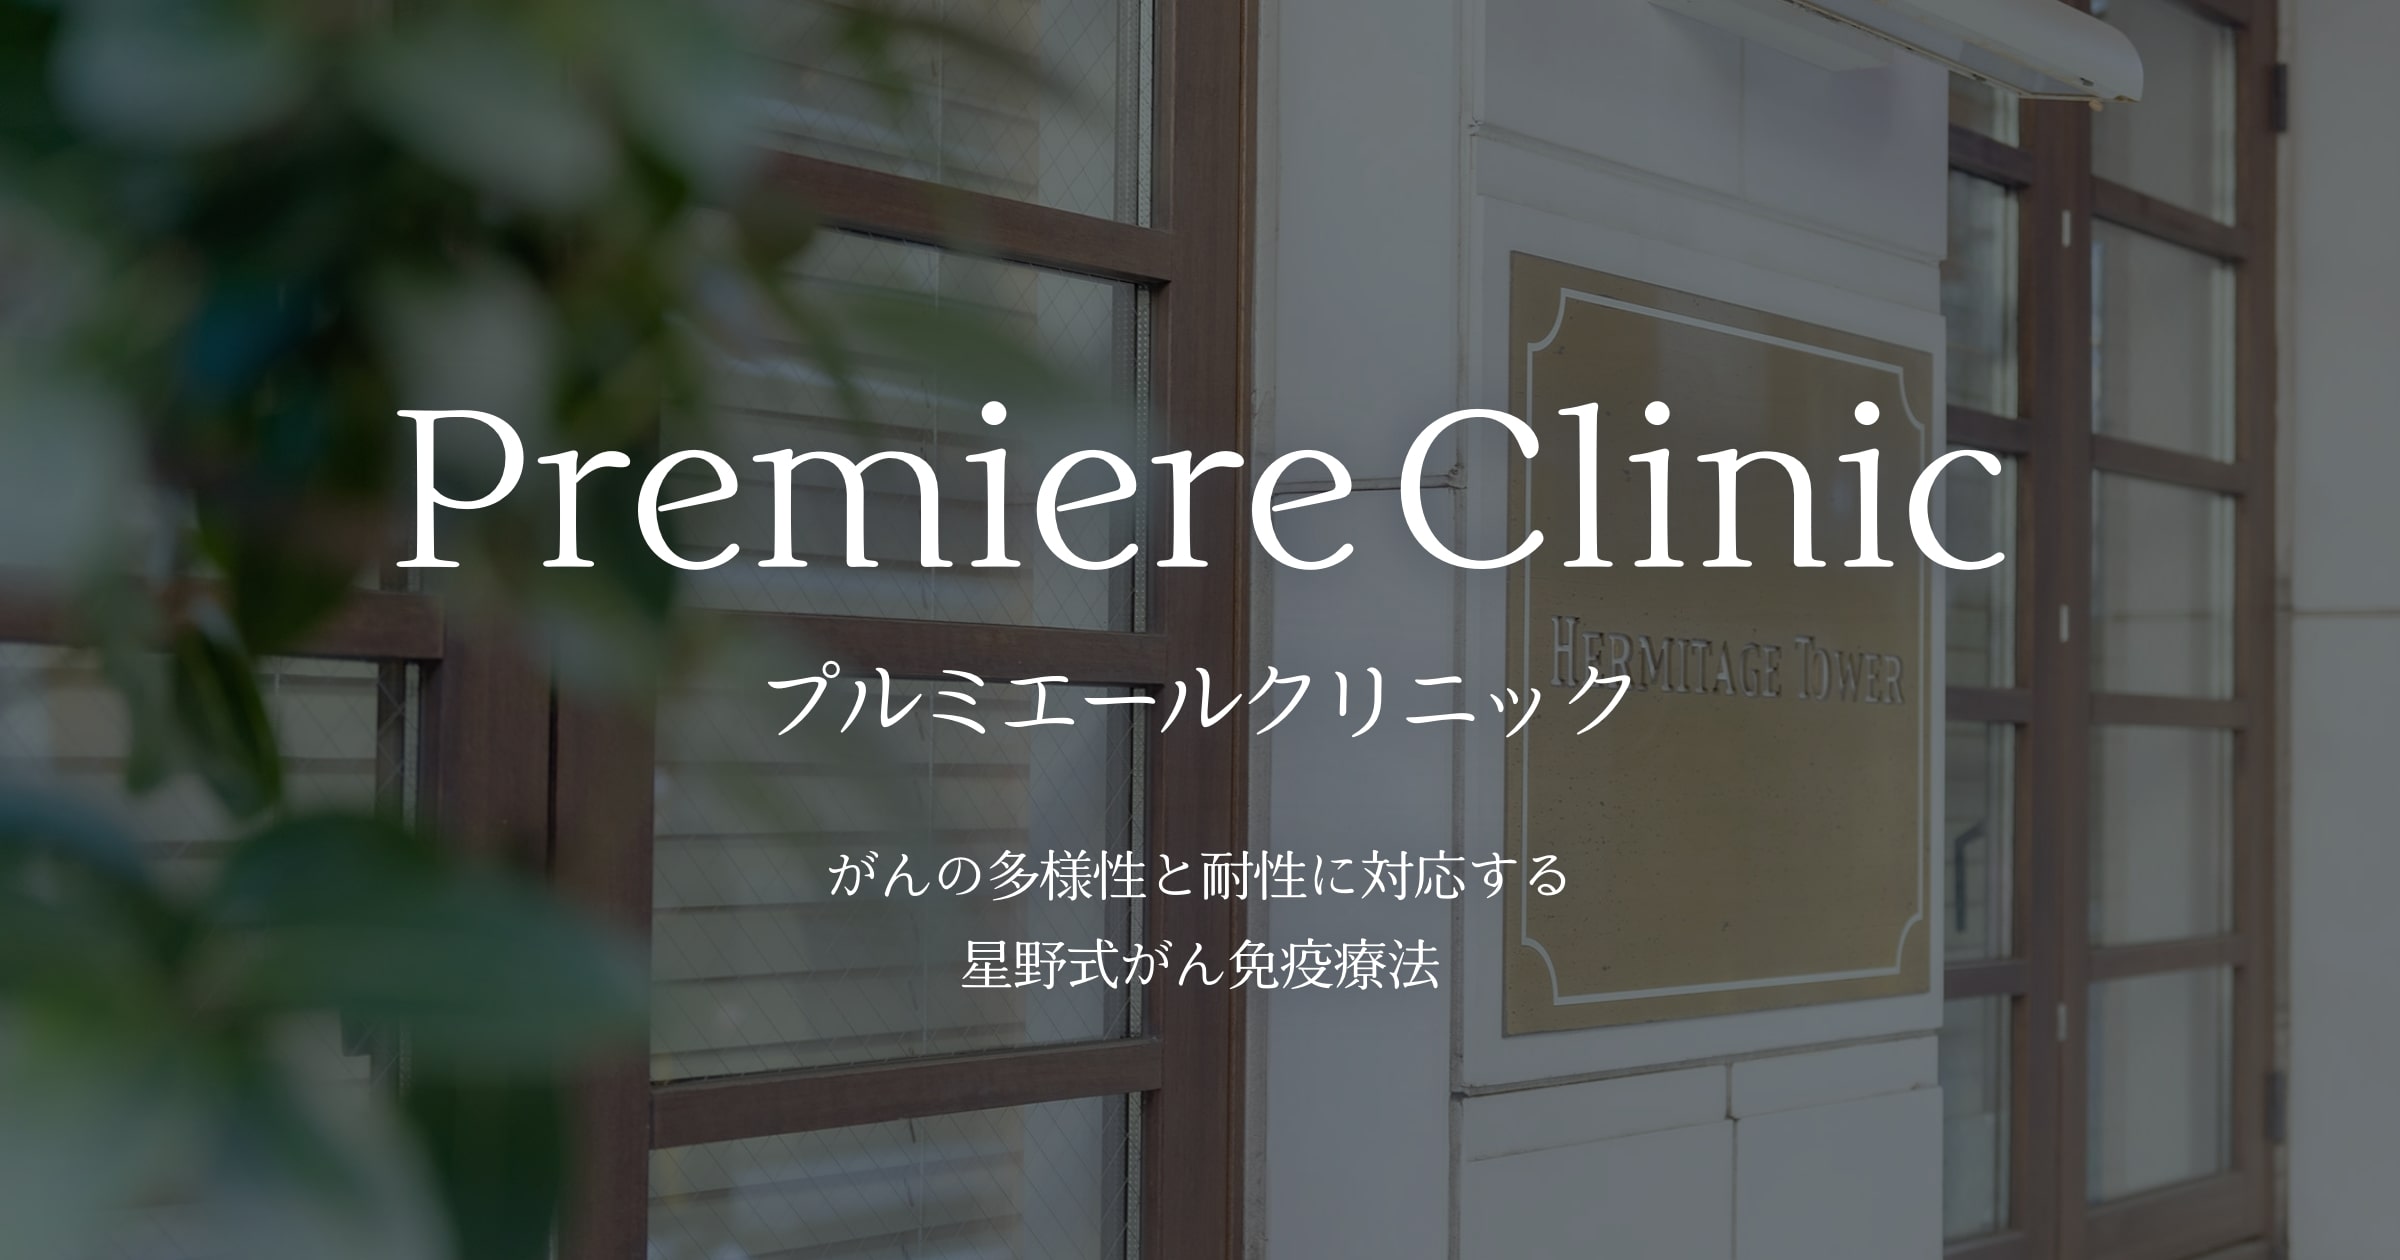 Premiere Clinic
HERMITAGE TOWER
プルミエールクリニック
がんの多様性と耐性に対応する
星野式がん免疫療法